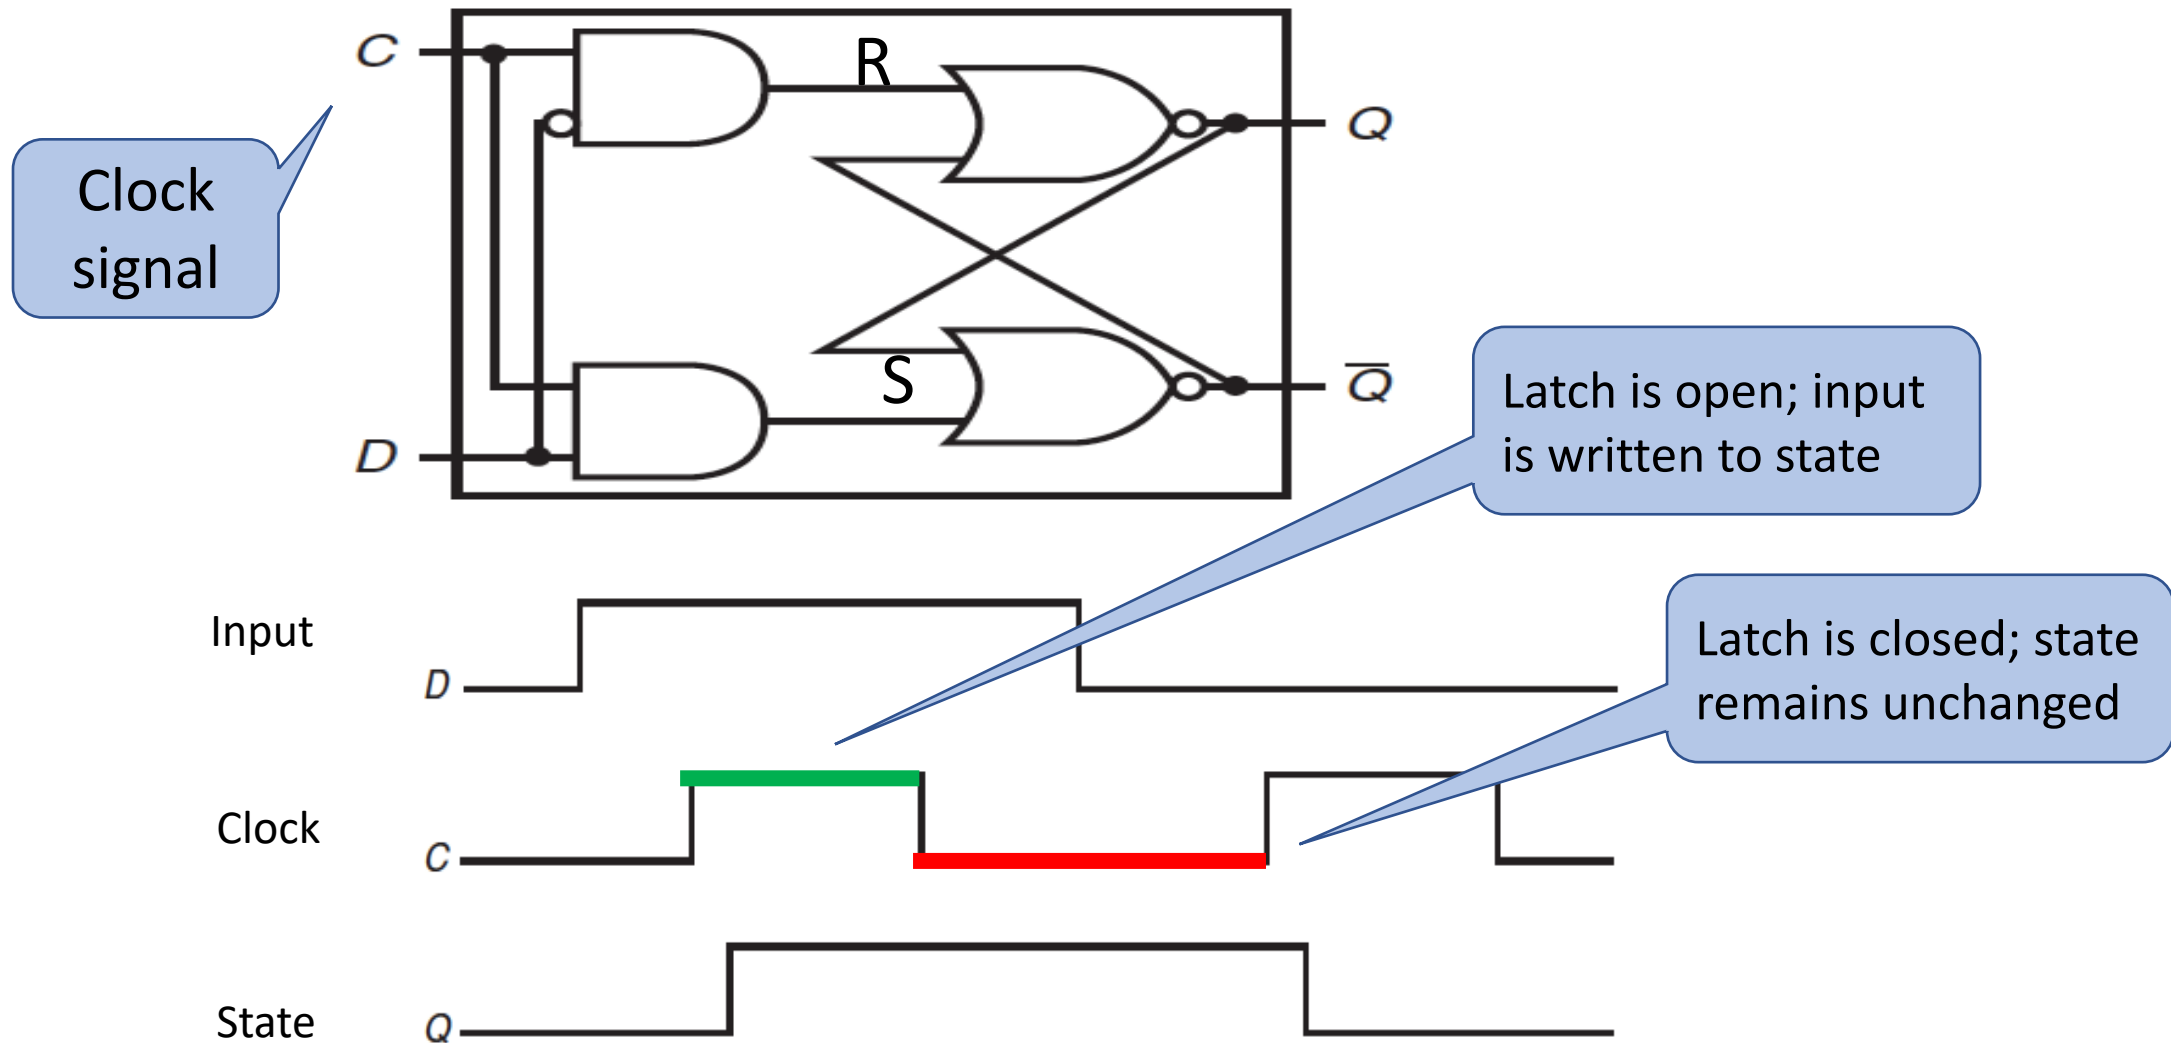 C
R
Q
Clock
signal
S
Q̅
D
Latch is open; input
is written to state
Input
D
Latch is closed; state
remains unchanged
Clock
C
State
Q